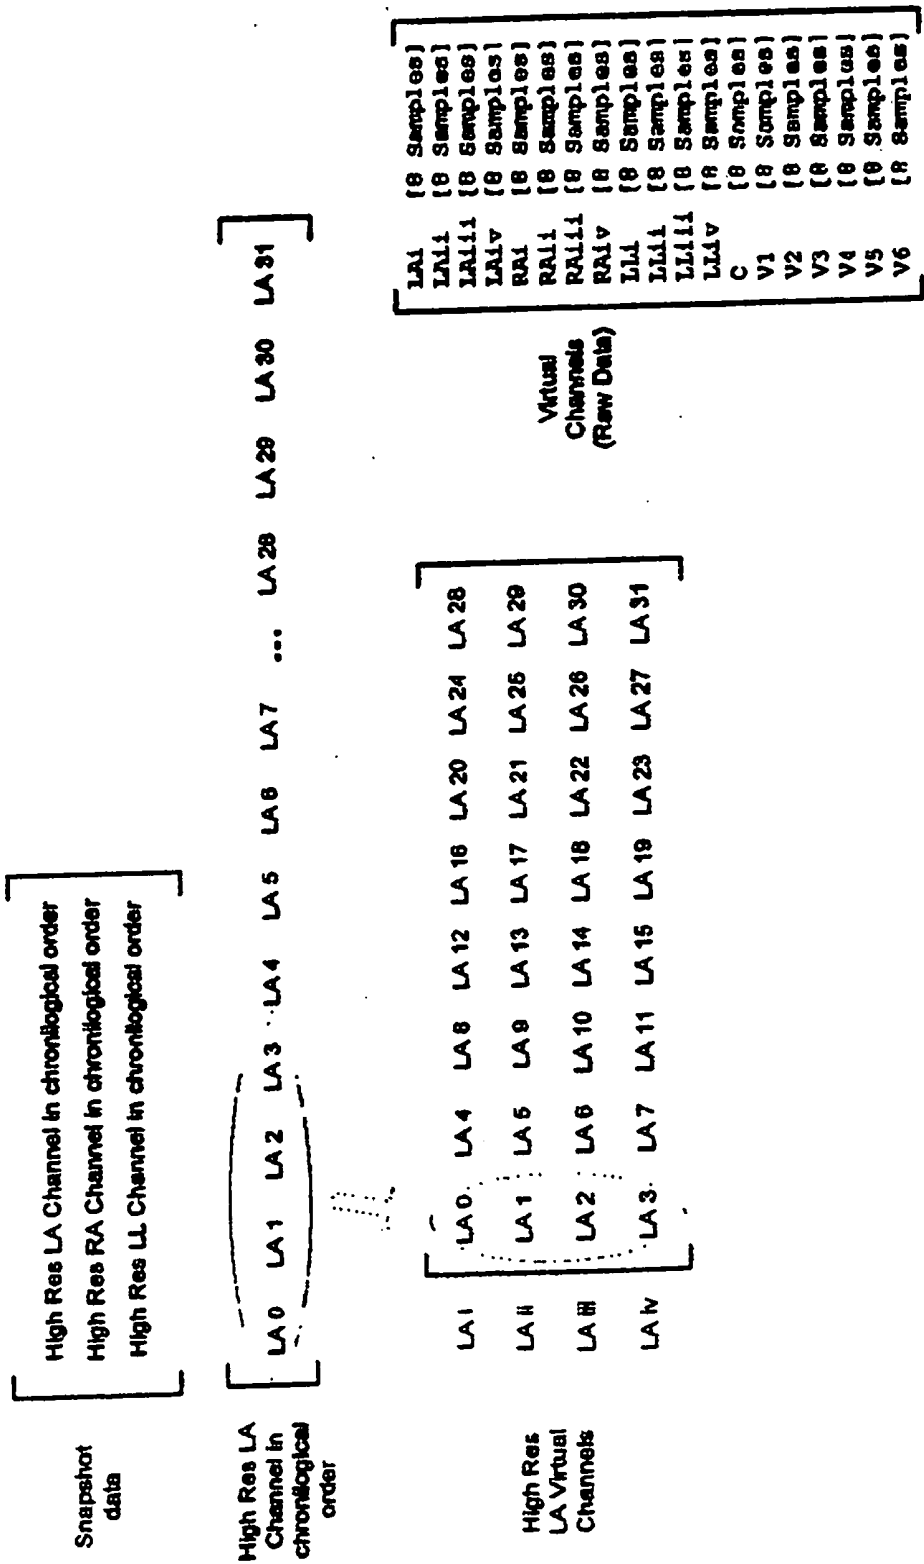 Snapshot
data
High Res LA Channel in chronilogical order
High Res RA Channel in chronilogical order
High Res LL Channel in chronilogical order
High Res LA
Channel in
chronilogical
order
LA 0 LA 1 LA 2 LA 3 LA 4 LA 5 LA 6 LA 7 ... LA 28 LA 29 LA 30 LA 31
High Res
LA Virtual
Channels
LA i LA 0 LA 4 LA 8 LA 12 LA 16 LA 20 LA 24 LA 28
LA ii LA 1 LA 5 LA 9 LA 13 LA 17 LA 21 LA 25 LA 29
LA iii LA 2 LA 6 LA 10 LA 14 LA 18 LA 22 LA 26 LA 30
LA iv LA 3 LA 7 LA 11 LA 15 LA 19 LA 23 LA 27 LA 31
Virtual
Channels
(Raw Data)
LAi [8 Samples]
LAii [8 Samples]
LAiii [8 Samples]
LAiv [8 Samples]
RAi [8 Samples]
RAii [8 Samples]
RAiii [8 Samples]
RAiv [8 Samples]
LLi [8 Samples]
LLii [8 Samples]
LLiii [8 Samples]
LLiv [8 Samples]
C [8 Samples]
V1 [8 Samples]
V2 [8 Samples]
V3 [8 Samples]
V4 [8 Samples]
V5 [8 Samples]
V6 [8 Samples]